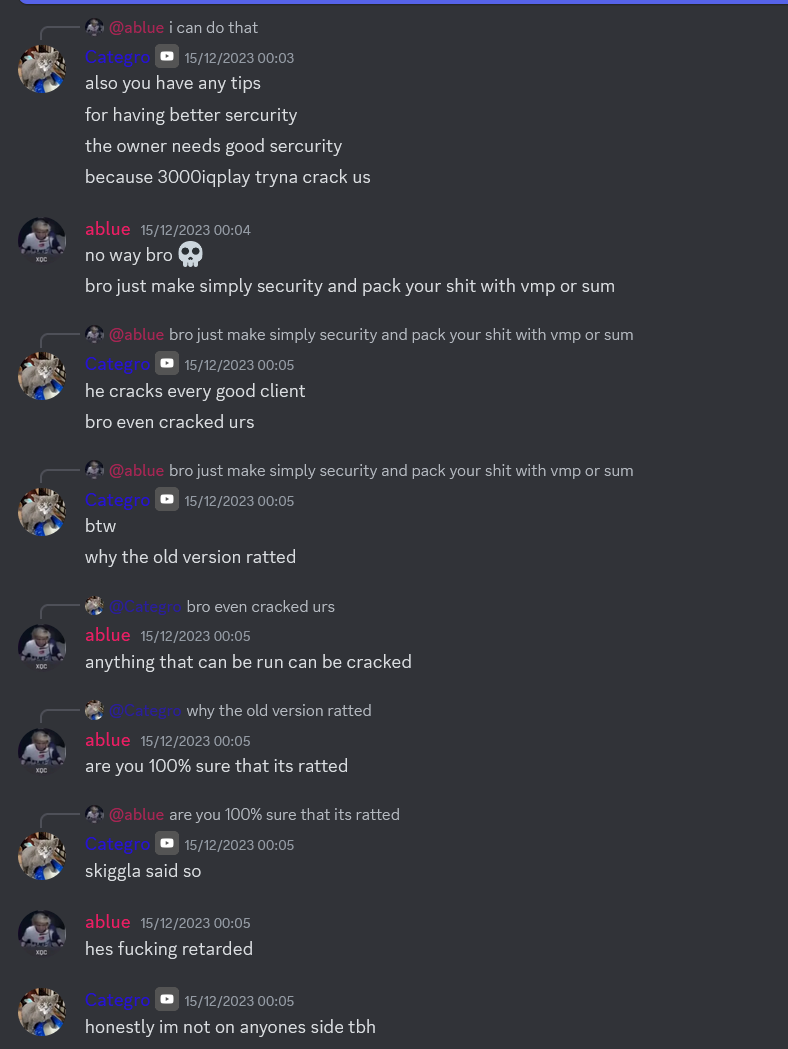 @ablue i can do that
Categro 15/12/2023 00:03
also you have any tips
for having better sercurity
the owner needs good sercurity
because 3000iqplay tryna crack us
ablue 15/12/2023 00:04
no way bro 💀
bro just make simply security and pack your shit with vmp or sum
@ablue bro just make simply security and pack your shit with vmp or sum
Categro 15/12/2023 00:05
he cracks every good client
bro even cracked urs
@ablue bro just make simply security and pack your shit with vmp or sum
Categro 15/12/2023 00:05
btw
why the old version ratted
@Categro bro even cracked urs
ablue 15/12/2023 00:05
anything that can be run can be cracked
@Categro why the old version ratted
ablue 15/12/2023 00:05
are you 100% sure that its ratted
@ablue are you 100% sure that its ratted
Categro 15/12/2023 00:05
skiggla said so
ablue 15/12/2023 00:05
hes fucking retarded
Categro 15/12/2023 00:05
honestly im not on anyones side tbh
XQC
XQC
XQC
XQC